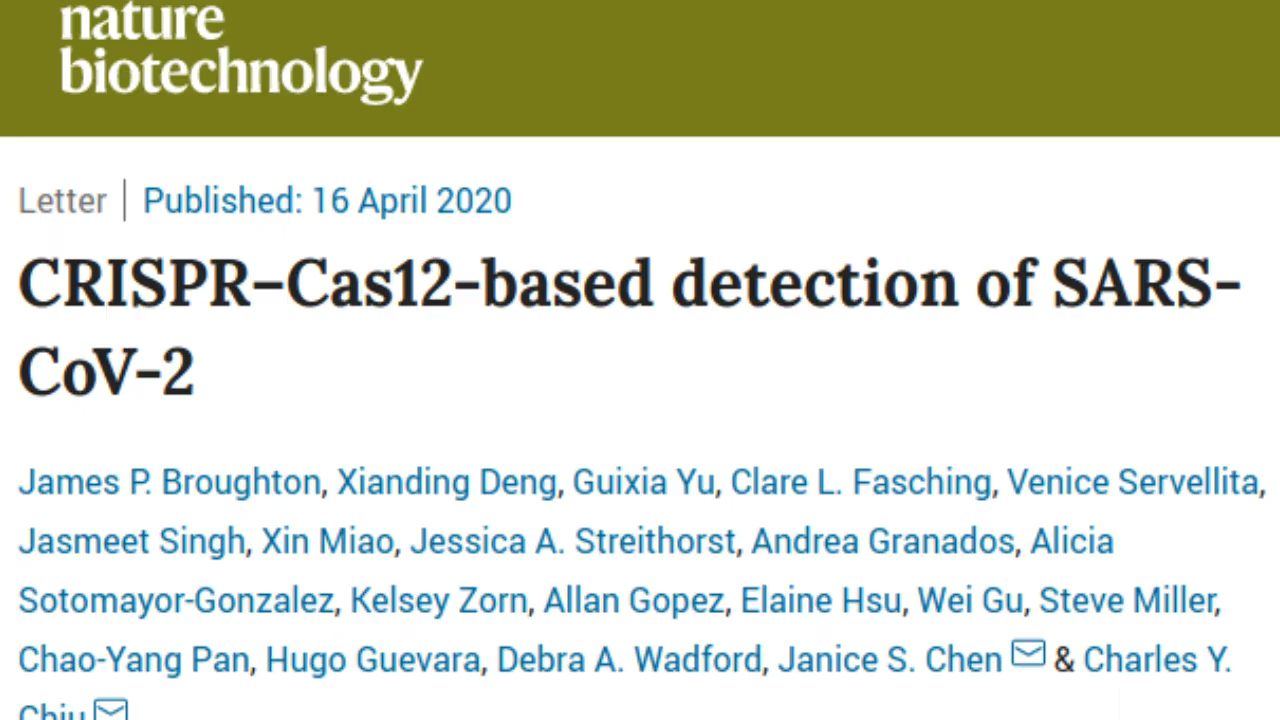 nature
biotechnology
Letter | Published: 16 April 2020
CRISPR–Cas12-based detection of SARS-
CoV-2
James P. Broughton, Xianding Deng, Guixia Yu, Clare L. Fasching, Venice Servellita,
Jasmeet Singh, Xin Miao, Jessica A. Streithorst, Andrea Granados, Alicia
Sotomayor-Gonzalez, Kelsey Zorn, Allan Gopez, Elaine Hsu, Wei Gu, Steve Miller,
Chao-Yang Pan, Hugo Guevara, Debra A. Wadford, Janice S. Chen & Charles Y.
Chiu